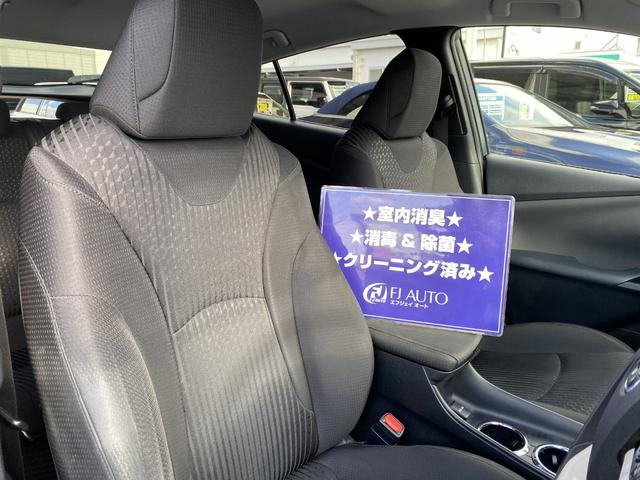 ★室内消臭★
★消毒 & 除菌★
★クリーニング済み★
FJ AUTO
エフジェイ オート